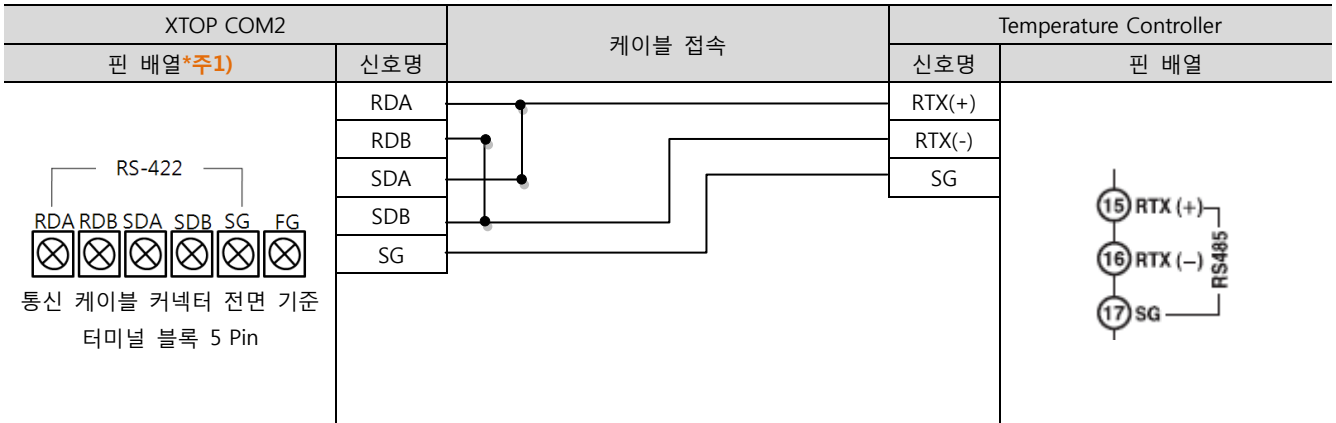 XTOP COM2
케이블 접속
Temperature Controller
핀 배열*주1)
신호명
신호명
핀 배열
RDA
RTX(+)
RDB
RTX(-)
SDA
SG
SDB
SG
RS-422
RDA RDB SDA SDB SG FG
통신 케이블 커넥터 전면 기준
터미널 블록 5 Pin
15 RTX (+)
16 RTX (−)
17 SG
RS485